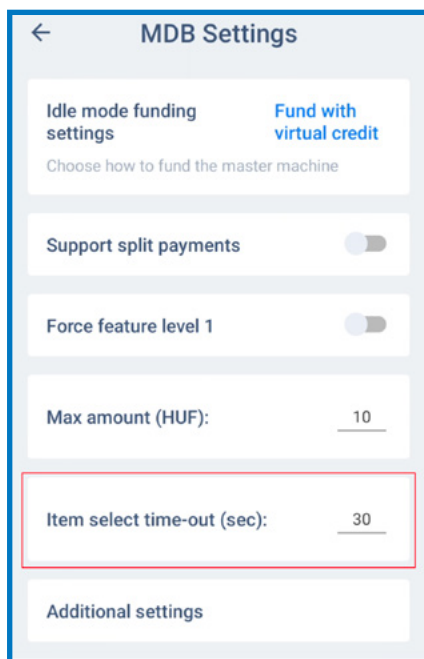 MDB Settings
Idle mode funding
settings
Fund with
virtual credit
Choose how to fund the master machine
Support split payments
Force feature level 1
Max amount (HUF): 10
Item select time-out (sec): 30
Additional settings